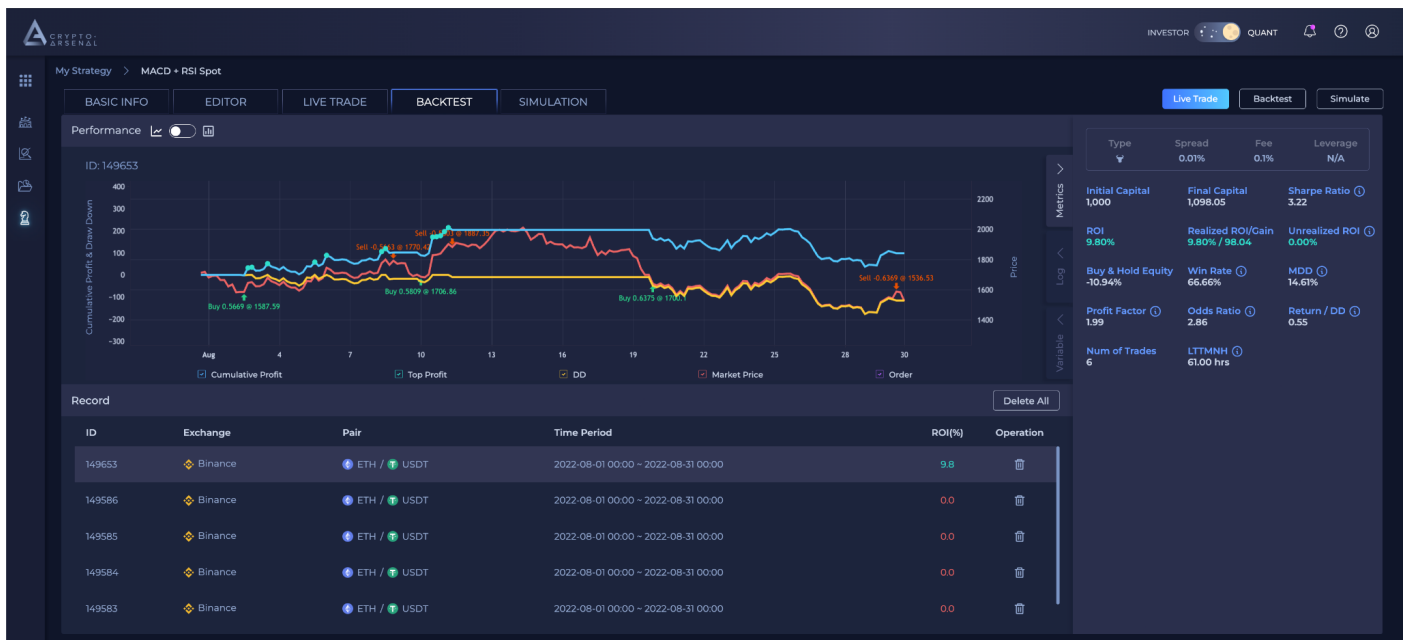 CRYPTO-
ARSENAL
INVESTOR QUANT
My Strategy > MACD + RSI Spot
BASIC INFO EDITOR LIVE TRADE BACKTEST SIMULATION
Live Trade Backtest Simulate
Performance
ID: 149653
Cumulative Profit & Draw Down
400
300
200
100
0
-100
-200
-300
2200
2000
1800
1600
1400
Price
Buy 0.5669 @ 1587.59
Sell @ 1770.42
Buy 0.5809 @ 1706.86
Sell @ 1887.35
Buy 0.6375 @ 1700.1
Sell -0.6369 @ 1536.53
Aug 4 7 10 13 16 19 22 25 28 30
Cumulative Profit Top Profit DD Market Price Order
Metrics
Log
Variable
Type Spread Fee Leverage
0.01% 0.1% N/A
Initial Capital Final Capital Sharpe Ratio
1,000 1,098.05 3.22
ROI Realized ROI/Gain Unrealized ROI
9.80% 9.80% / 98.04 0.00%
Buy & Hold Equity Win Rate MDD
-10.94% 66.66% 14.61%
Profit Factor Odds Ratio Return / DD
1.99 2.86 0.55
Num of Trades LTTMNH
6 61.00 hrs
Record Delete All
ID Exchange Pair Time Period ROI(%) Operation
149653 Binance ETH / USDT 2022-08-01 00:00 ~ 2022-08-31 00:00 9.8
149586 Binance ETH / USDT 2022-08-01 00:00 ~ 2022-08-31 00:00 0.0
149585 Binance ETH / USDT 2022-08-01 00:00 ~ 2022-08-31 00:00 0.0
149584 Binance ETH / USDT 2022-08-01 00:00 ~ 2022-08-31 00:00 0.0
149583 Binance ETH / USDT 2022-08-01 00:00 ~ 2022-08-31 00:00 0.0